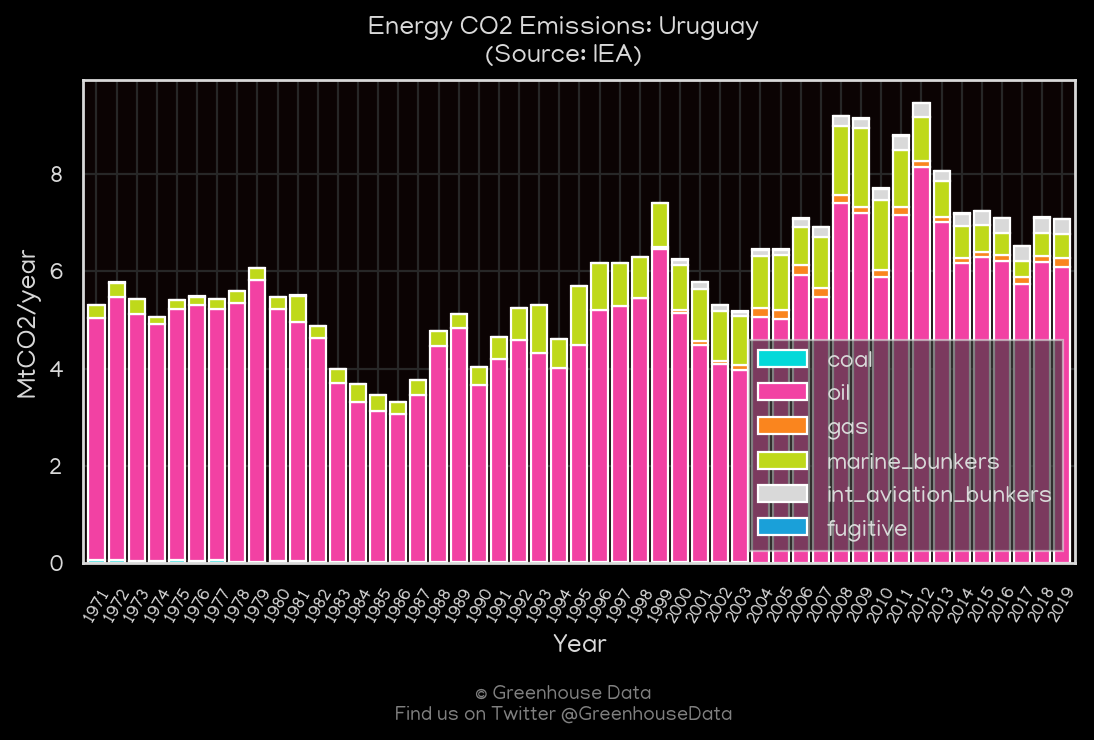 Energy CO2 Emissions: Uruguay
(Source: IEA)
MtCO2/year
8
6
4
2
0
coal
oil
gas
marine_bunkers
int_aviation_bunkers
fugitive
1971 1972 1973 1974 1975 1976 1977 1978 1979 1980 1981 1982 1983 1984 1985 1986 1987 1988 1989 1990 1991 1992 1993 1994 1995 1996 1997 1998 1999 2000 2001 2002 2003 2004 2005 2006 2007 2008 2009 2010 2011 2012 2013 2014 2015 2016 2017 2018 2019
Year
© Greenhouse Data
Find us on Twitter @GreenhouseData